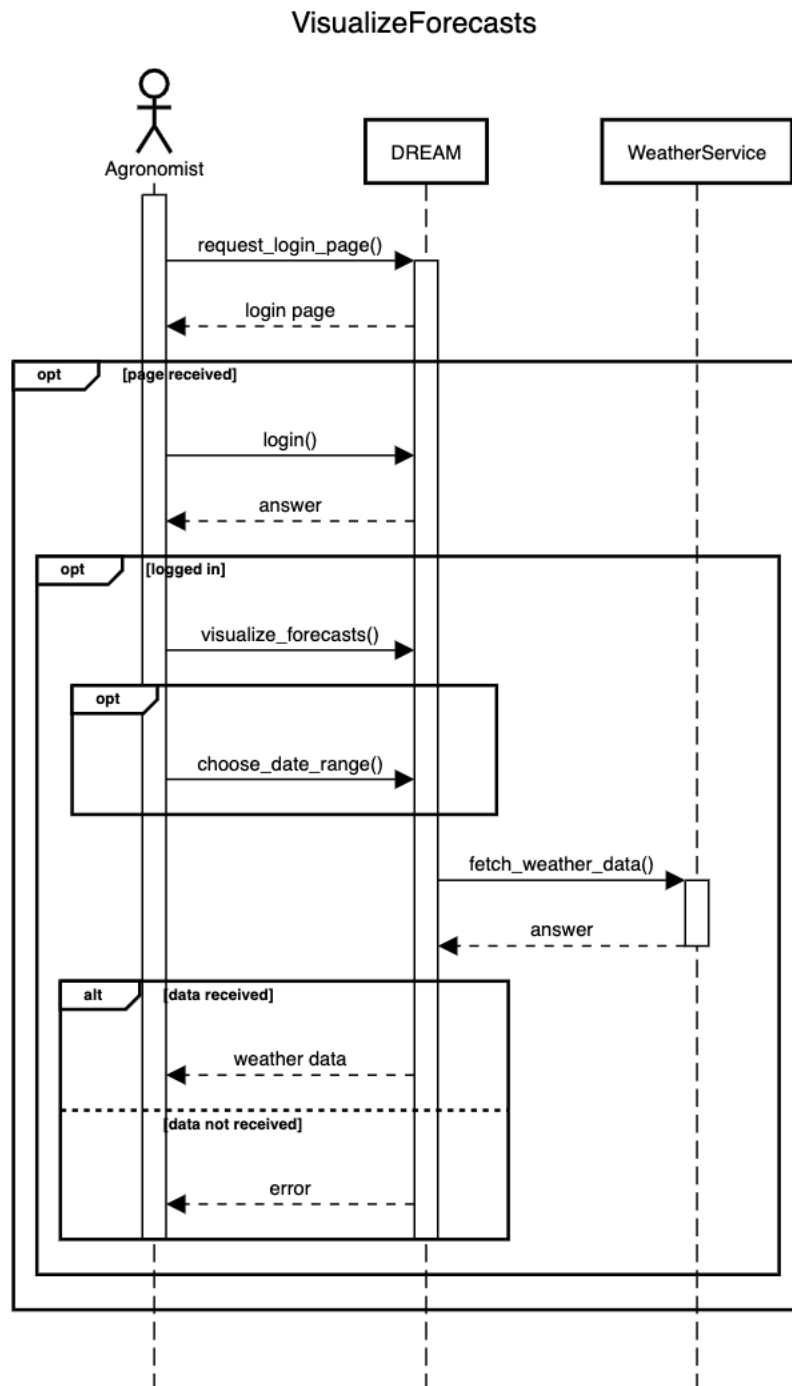 VisualizeForecasts
Agronomist
DREAM
WeatherService
request_login_page()
login page
opt
[page received]
login()
answer
opt
[logged in]
visualize_forecasts()
opt
choose_date_range()
fetch_weather_data()
answer
alt
[data received]
weather data
[data not received]
error